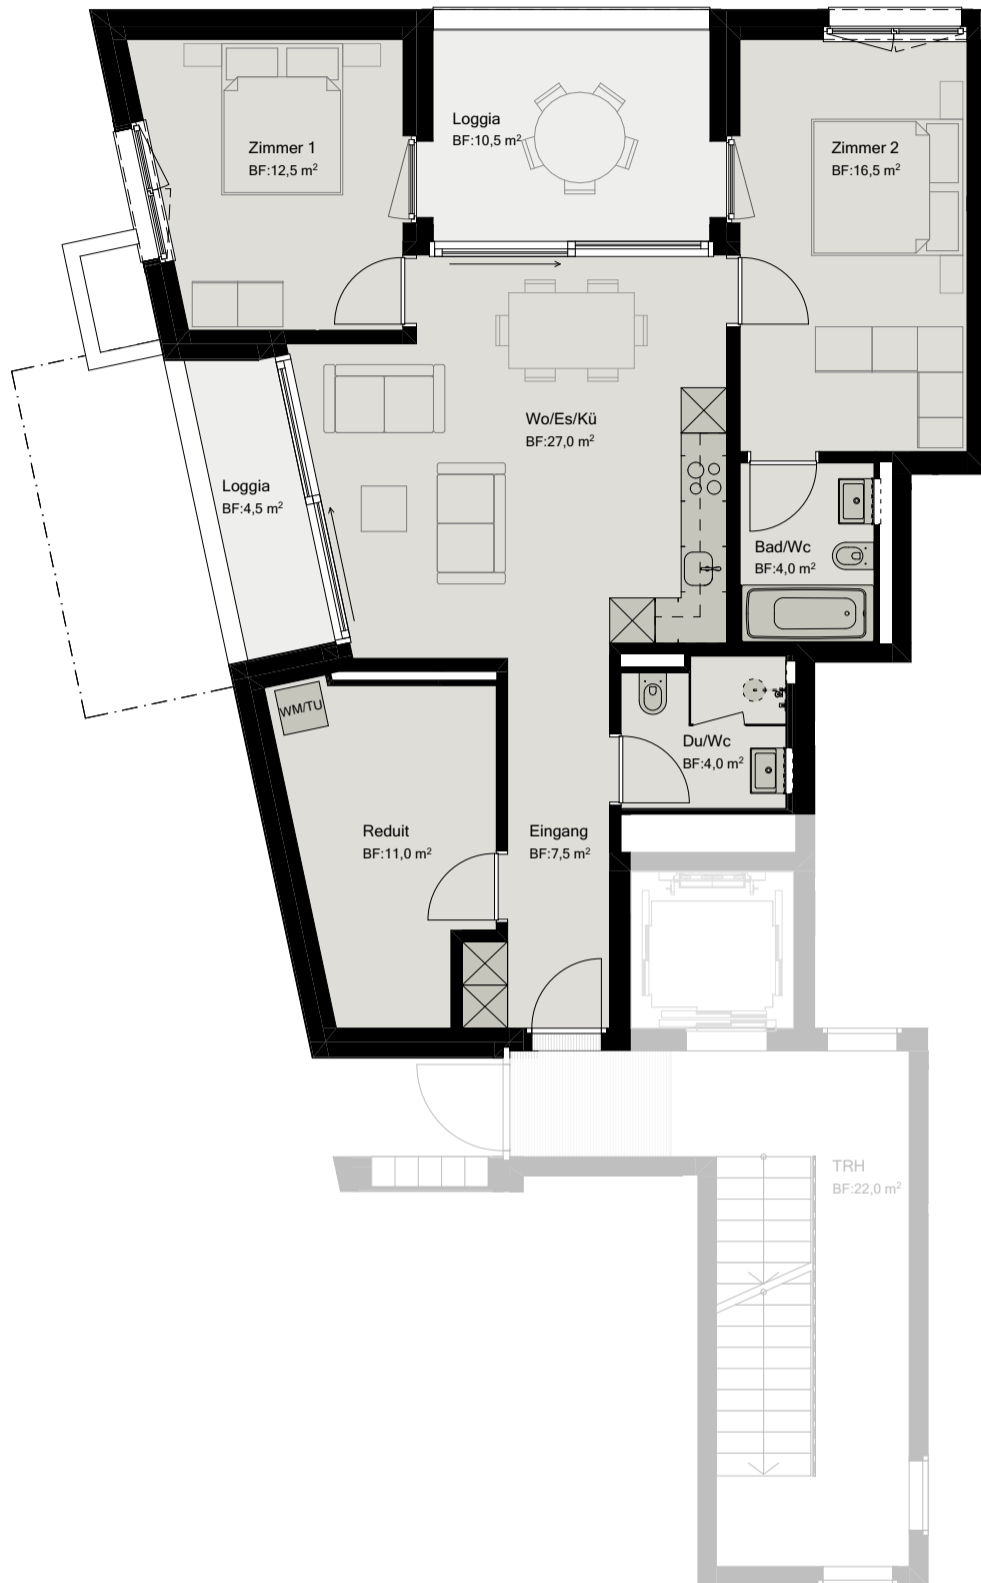 Loggia
BF:10,5 m²
Zimmer 1
BF:12,5 m²
Zimmer 2
BF:16,5 m²
Wo/Es/Kü
BF:27,0 m²
Loggia
BF:4,5 m²
Bad/Wc
BF:4,0 m²
WM/TU
Du/Wc
BF:4,0 m²
Reduit
BF:11,0 m²
Eingang
BF:7,5 m²
TRH
BF:22,0 m²